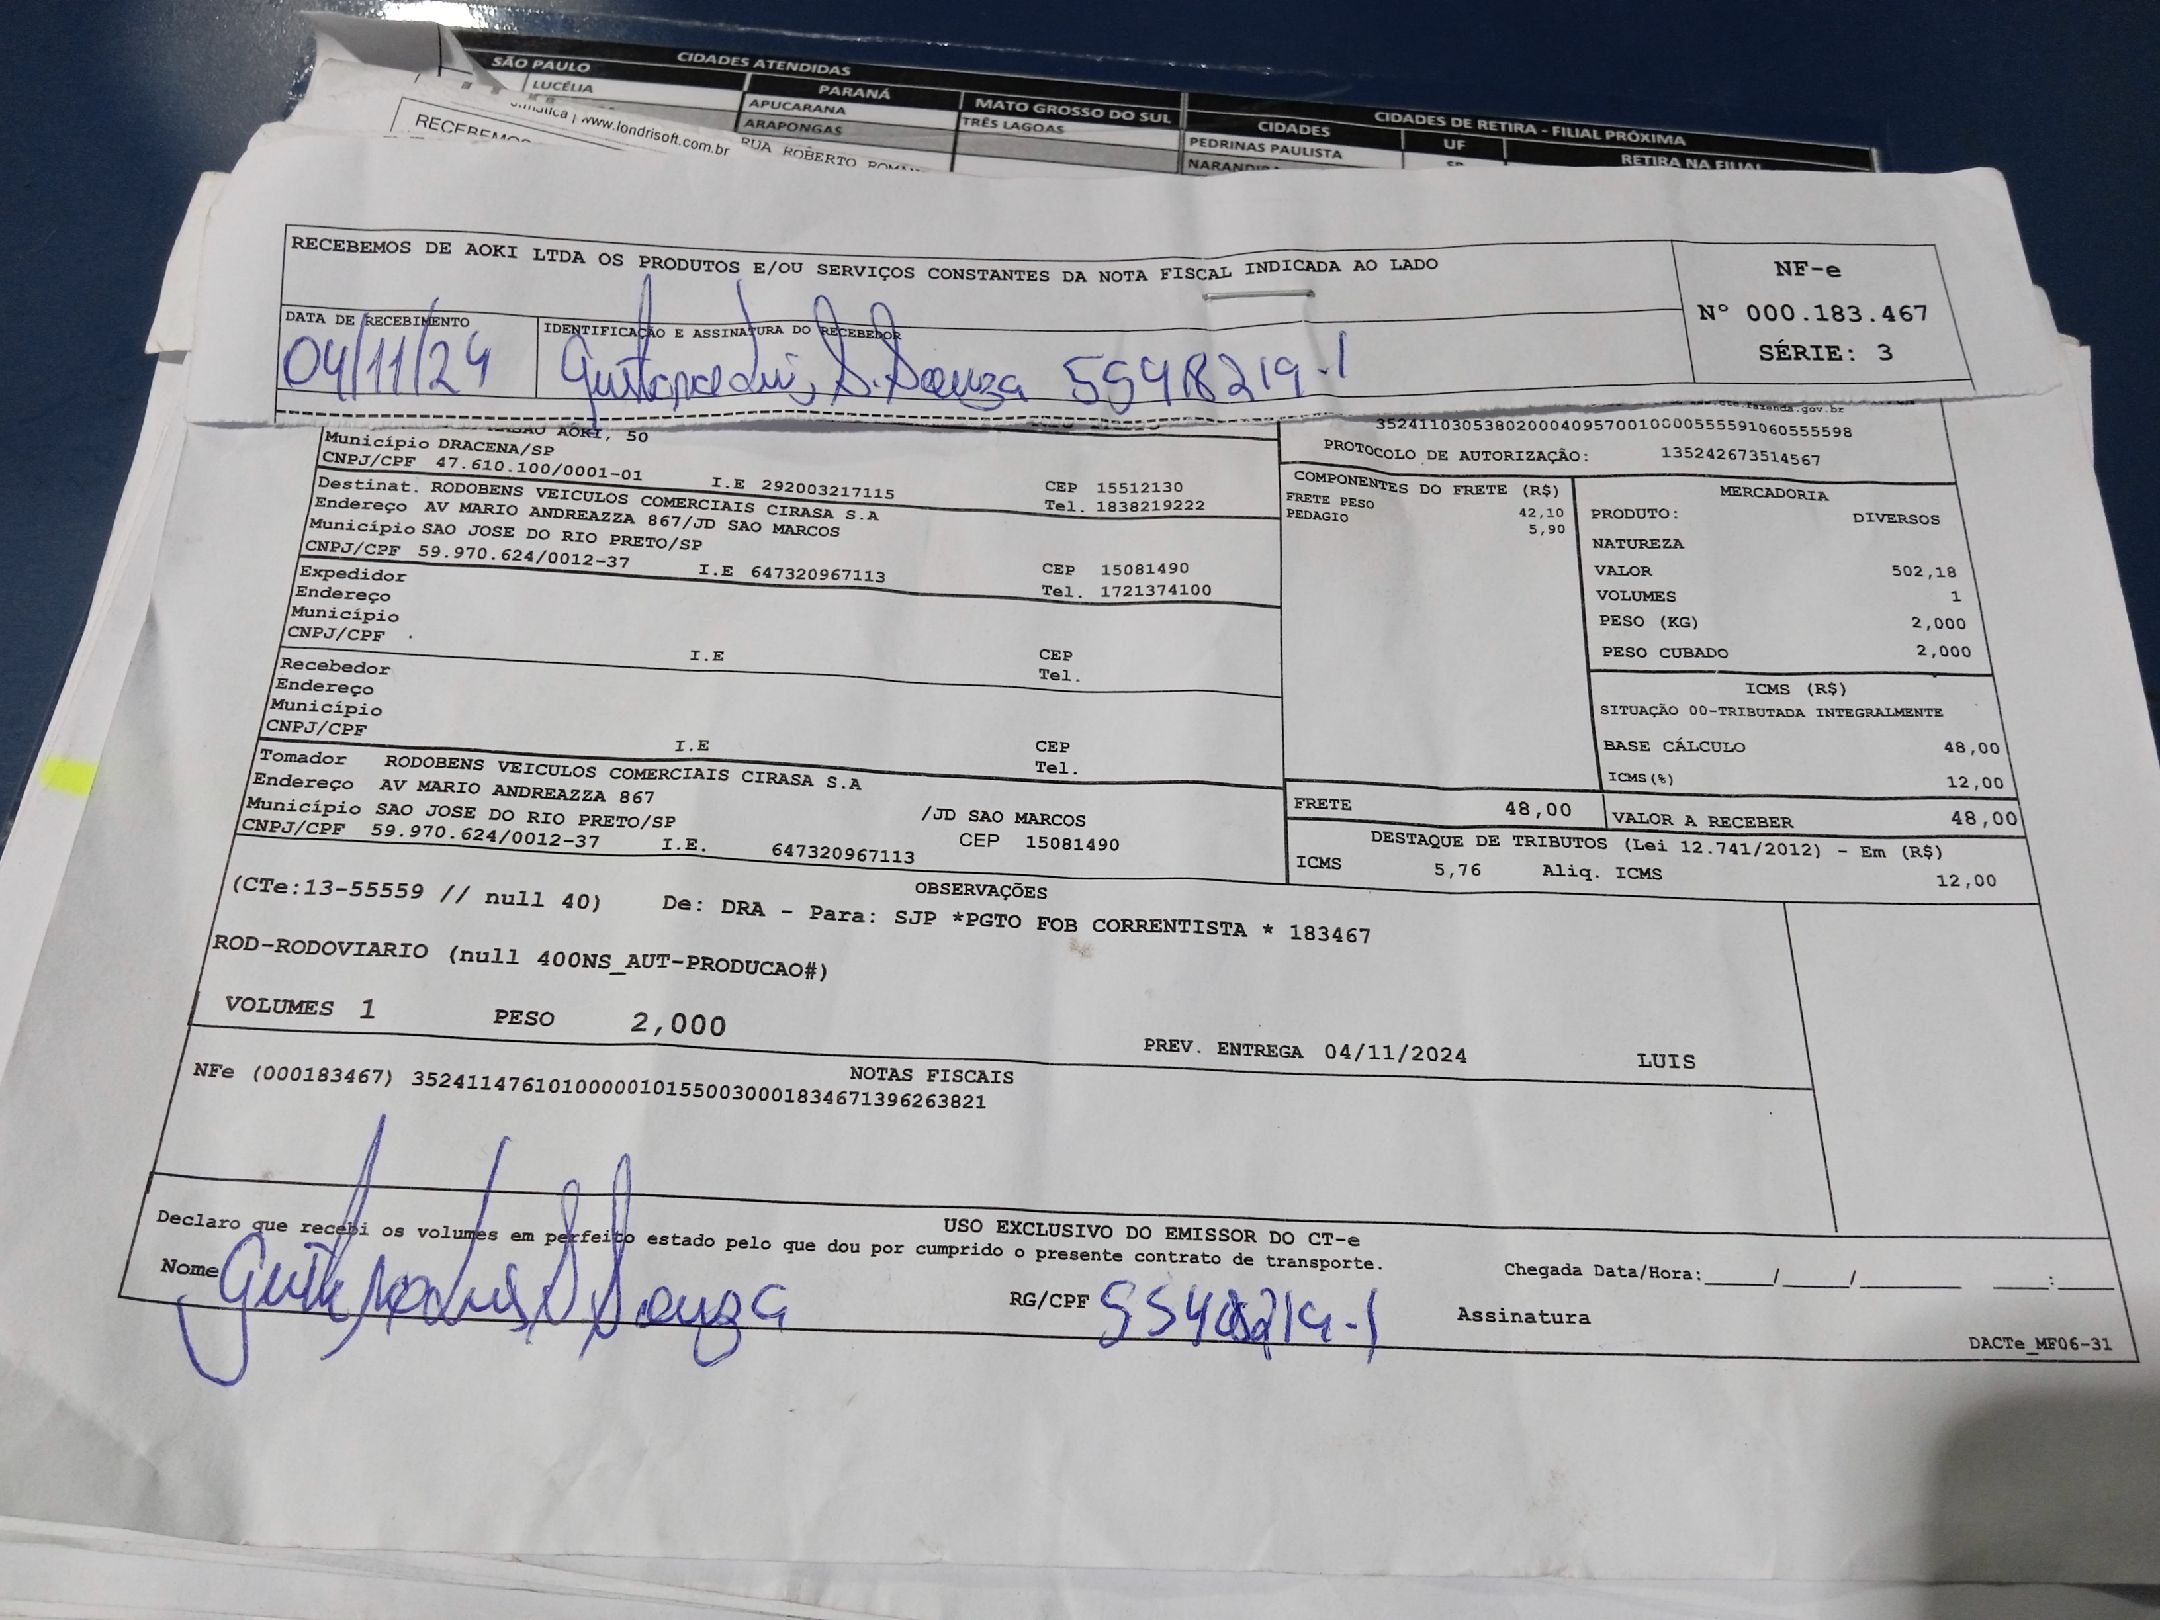 CIDADES ATENDIDAS
SÃO PAULO PARANÁ MATO GROSSO DO SUL
LUCÉLIA APUCARANA TRÊS LAGOAS
ARAPONGAS
CIDADES DE RETIRA - FILIAL PRÓXIMA
CIDADES UF RETIRA NA FILIAL
PEDRINAS PAULISTA
| www.londrisoft.com.br
RECEBEMOS
RUA ROBERTO
RECEBEMOS DE AOKI LTDA OS PRODUTOS E/OU SERVIÇOS CONSTANTES DA NOTA FISCAL INDICADA AO LADO
NF-e
Nº 000.183.467
SÉRIE: 3
DATA DE RECEBIMENTO
04/11/24
IDENTIFICAÇÃO E ASSINATURA DO RECEBEDOR
S. Souza 5548219-1
AOKI, 50
Município DRACENA/SP
CNPJ/CPF 47.610.100/0001-01 I.E 292003217115 CEP 15512130
Tel. 1838219222
Destinat. RODOBENS VEICULOS COMERCIAIS CIRASA S.A
Endereço AV MARIO ANDREAZZA 867/JD SAO MARCOS
Município SAO JOSE DO RIO PRETO/SP
CNPJ/CPF 59.970.624/0012-37 I.E 647320967113 CEP 15081490
Tel. 1721374100
Expedidor
Endereço
Município
CNPJ/CPF I.E CEP
Tel.
Recebedor
Endereço
Município
CNPJ/CPF I.E CEP
Tel.
Tomador RODOBENS VEICULOS COMERCIAIS CIRASA S.A
Endereço AV MARIO ANDREAZZA 867 /JD SAO MARCOS
Município SAO JOSE DO RIO PRETO/SP CEP 15081490
CNPJ/CPF 59.970.624/0012-37 I.E. 647320967113
35241103053802000409570010000555591060555598
PROTOCOLO DE AUTORIZAÇÃO: 135242673514567
COMPONENTES DO FRETE (R$)
FRETE PESO 42,10
PEDAGIO 5,90
MERCADORIA
PRODUTO: DIVERSOS
NATUREZA
VALOR 502,18
VOLUMES 1
PESO (KG) 2,000
PESO CUBADO 2,000
ICMS (R$)
SITUAÇÃO 00-TRIBUTADA INTEGRALMENTE
BASE CÁLCULO 48,00
ICMS(%) 12,00
FRETE 48,00 VALOR A RECEBER 48,00
DESTAQUE DE TRIBUTOS (Lei 12.741/2012) - Em (R$)
ICMS 5,76 Aliq. ICMS 12,00
OBSERVAÇÕES
(CTe:13-55559 // null 40) De: DRA - Para: SJP *PGTO FOB CORRENTISTA * 183467
ROD-RODOVIARIO (null 400NS_AUT-PRODUCAO#)
VOLUMES 1 PESO 2,000 PREV. ENTREGA 04/11/2024 LUIS
NOTAS FISCAIS
NFe (000183467) 35241147610100000101550030001834671396263821
USO EXCLUSIVO DO EMISSOR DO CT-e
Declaro que recebi os volumes em perfeito estado pelo que dou por cumprido o presente contrato de transporte.
Chegada Data/Hora:_____/_____/_______ ____:____
Nome S Souza RG/CPF 5548219-1 Assinatura
DACTe_MF06-31